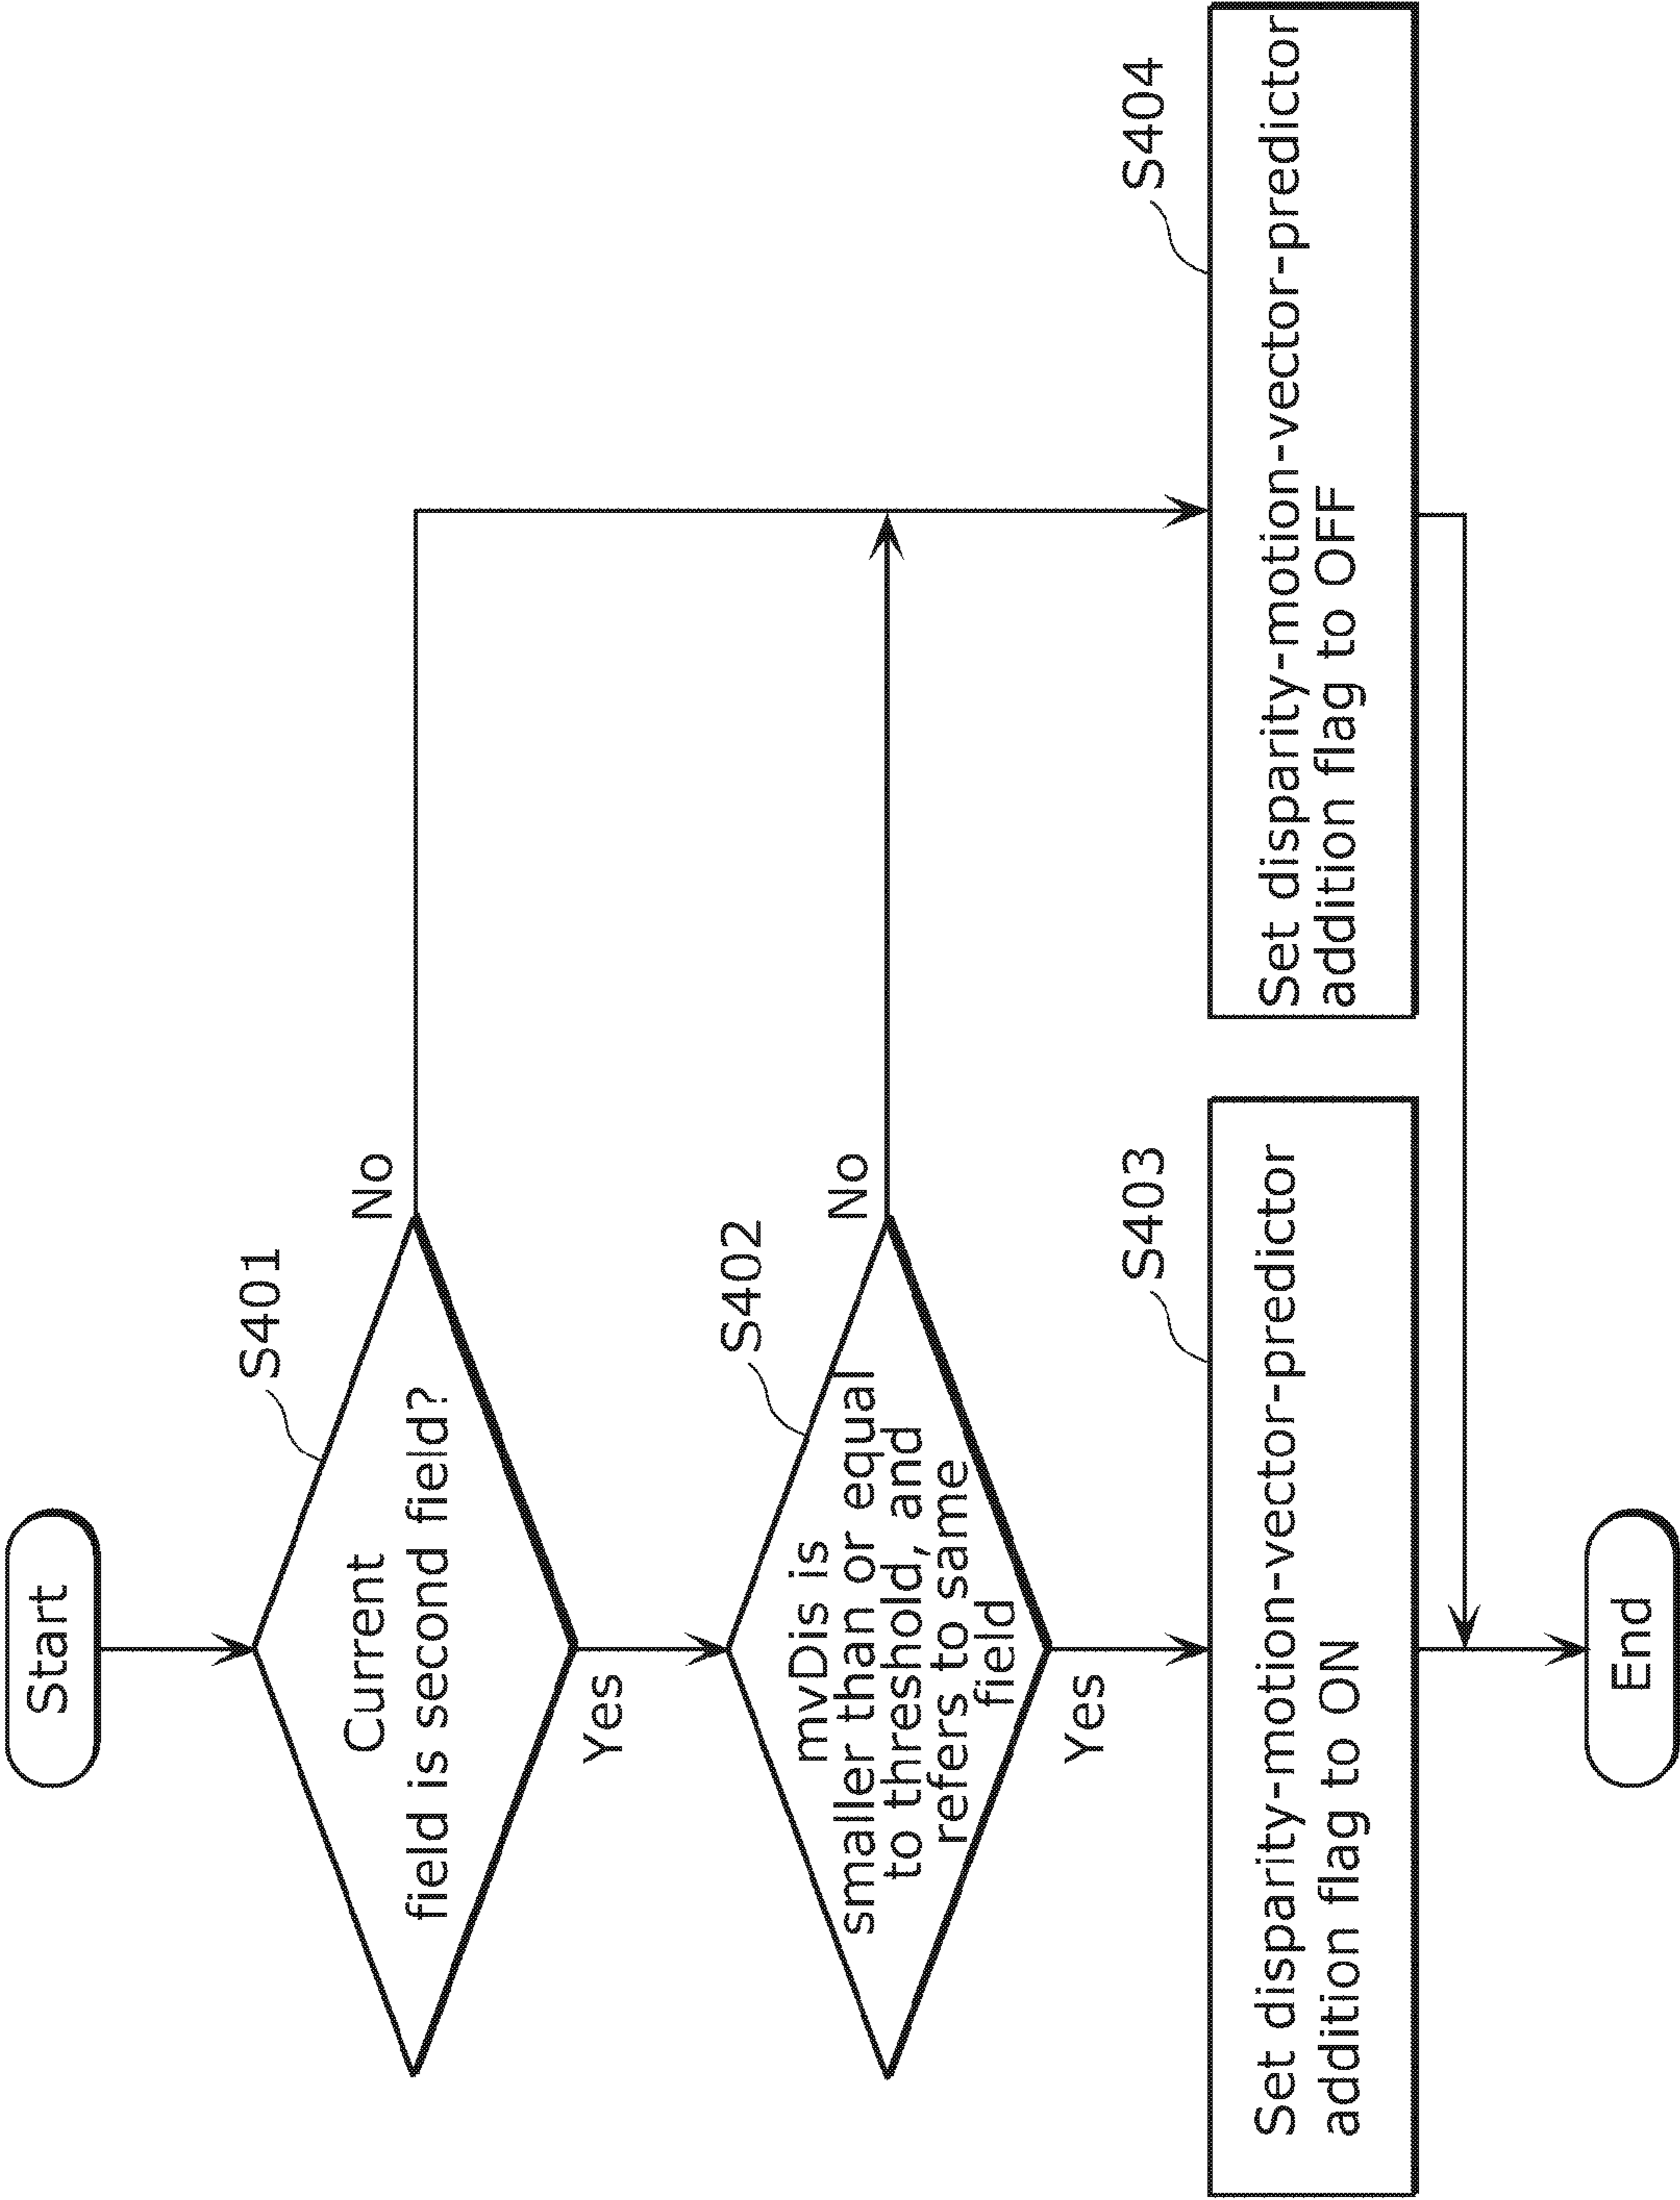 Start
S401
Current
field is second field?
No
Yes
S402
mvDis is
smaller than or equal
to threshold, and
refers to same
field
No
Yes
S403
Set disparity-motion-vector-predictor
addition flag to ON
S404
Set disparity-motion-vector-predictor
addition flag to OFF
End